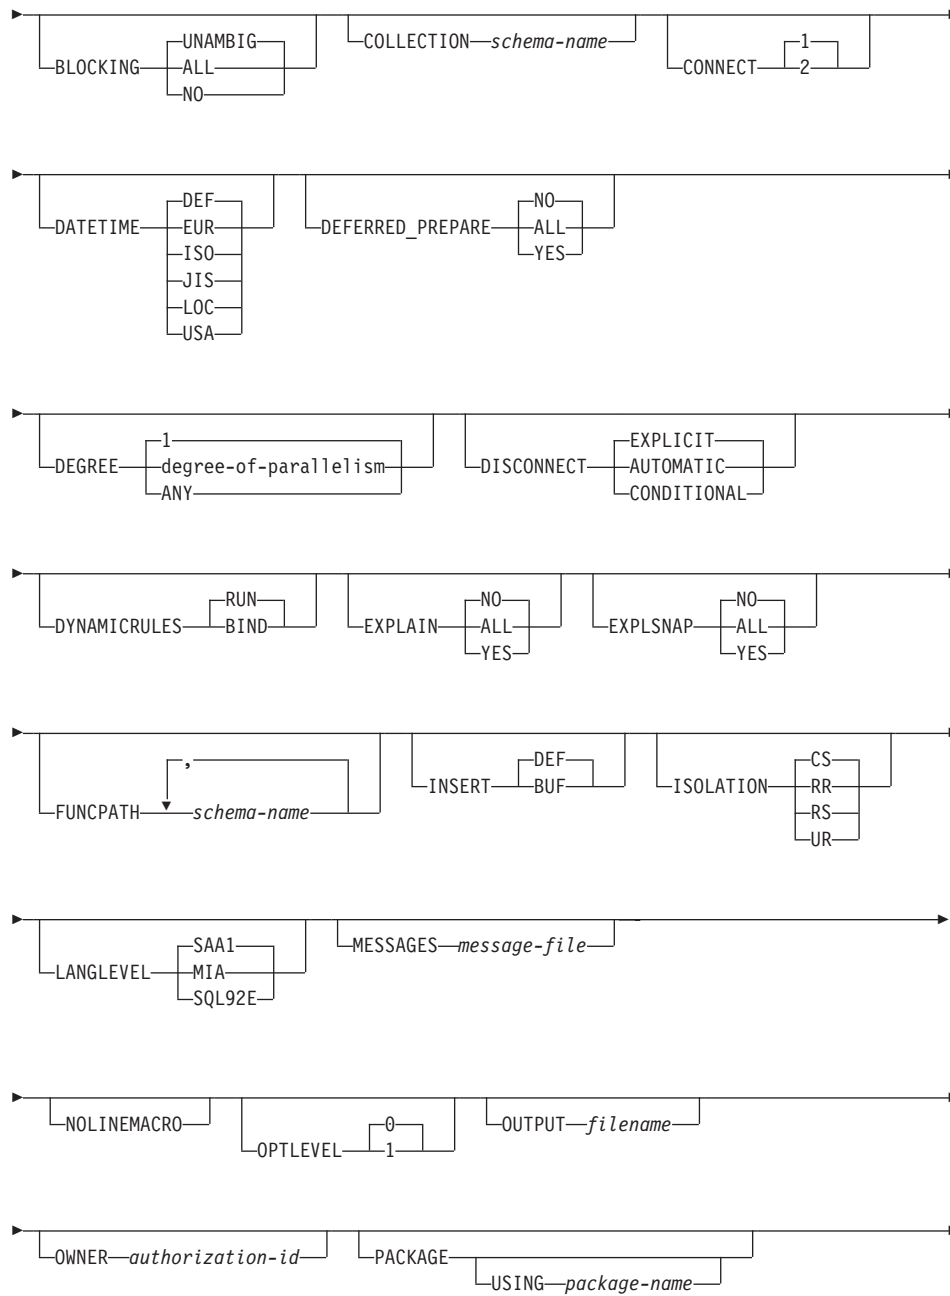 UNAMBIG
BLOCKING ALL
NO
COLLECTION schema-name
1
CONNECT 2
DEF
DATETIME EUR
ISO
JIS
LOC
USA
NO
DEFERRED_PREPARE ALL
YES
1
DEGREE degree-of-parallelism
ANY
EXPLICIT
DISCONNECT AUTOMATIC
CONDITIONAL
RUN
DYNAMICRULES BIND
NO
EXPLAIN ALL
YES
NO
EXPLSNAP ALL
YES
,
FUNCPATH schema-name
DEF
INSERT BUF
CS
ISOLATION RR
RS
UR
SAA1
LANGLEVEL MIA
SQL92E
MESSAGES message-file
NOLINEMACRO
0
OPTLEVEL 1
OUTPUT filename
OWNER authorization-id
PACKAGE
USING package-name